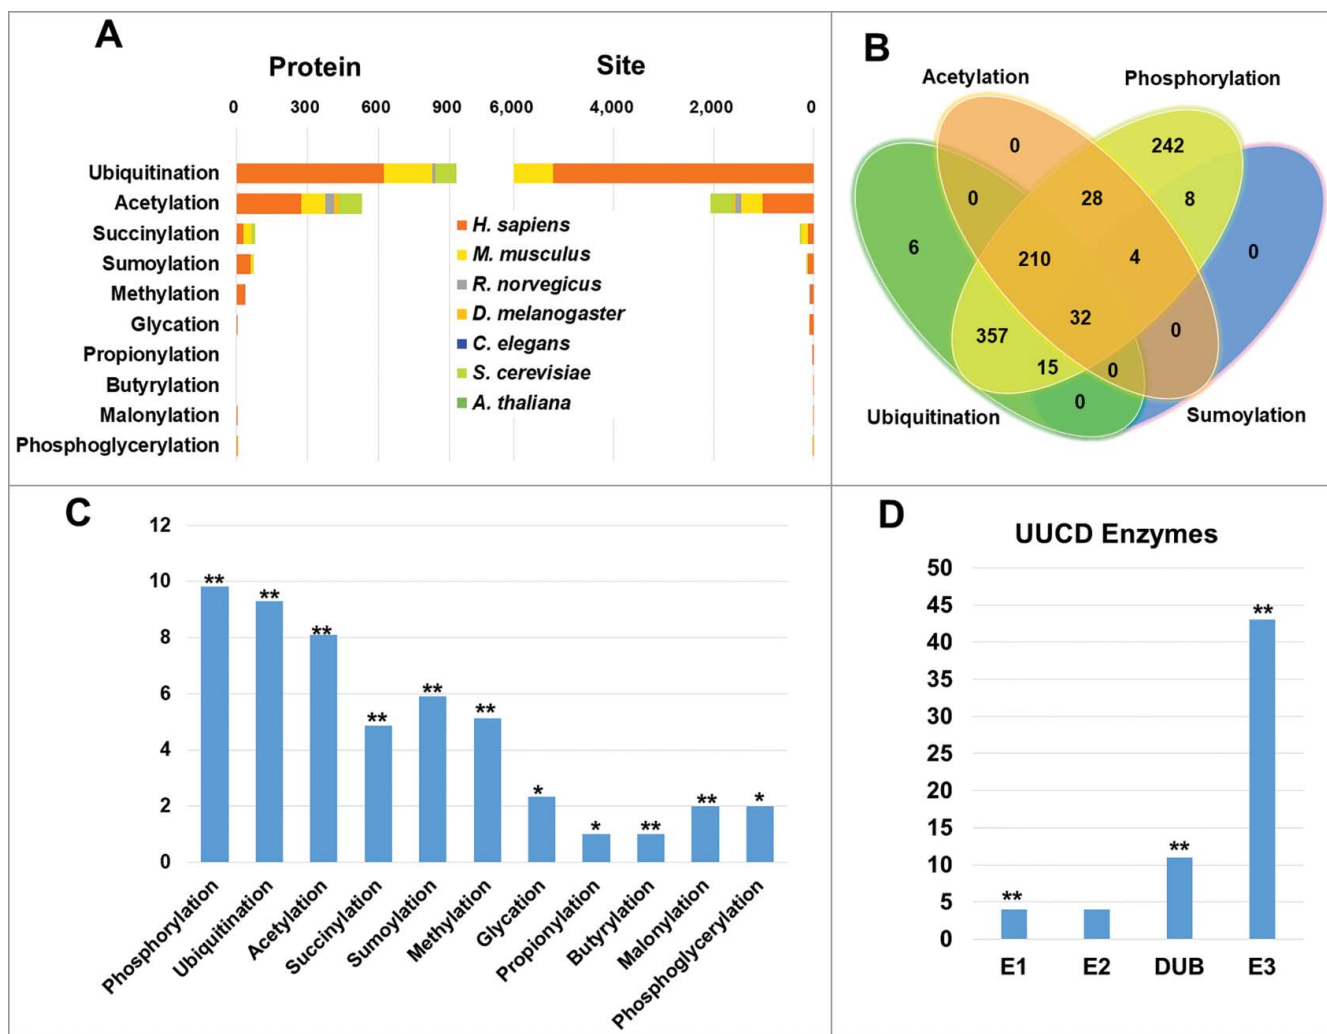 A
Protein
Site
0 300 600 900 6,000 4,000 2,000 0
Ubiquitination
Acetylation
Succinylation
Sumoylation
Methylation
Glycation
Propionylation
Butyrylation
Malonylation
Phosphoglycerylation
H. sapiens
M. musculus
R. norvegicus
D. melanogaster
C. elegans
S. cerevisiae
A. thaliana
B
Acetylation
Phosphorylation
0
242
0
28
8
6
210
4
0
357
32
0
15
0
0
Ubiquitination
Sumoylation
C
12
10
8
6
4
2
0
**
**
**
**
**
**
*
*
**
**
*
Phosphorylation
Ubiquitination
Acetylation
Succinylation
Sumoylation
Methylation
Glycation
Propionylation
Butyrylation
Malonylation
Phosphoglycerylation
D
UUCD Enzymes
50
45
40
35
30
25
20
15
10
5
0
**
**
**
E1 E2 DUB E3